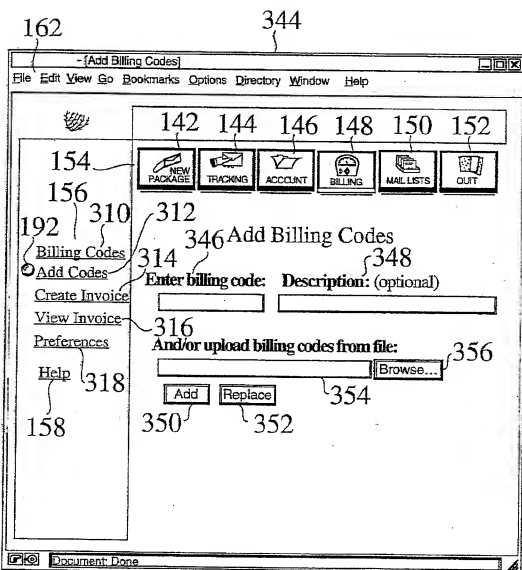 344
162
- [Add Billing Codes]
File Edit View Go Bookmarks Options Directory Window Help
142 144 146 148 150 152
154
NEW PACKAGE TRACKING ACCOUNT BILLING MAIL LISTS QUIT
156
310
312
192
346
Add Billing Codes
348
Billing Codes
314
Add Codes
Enter billing code: Description: (optional)
Create Invoice
View Invoice
316
And/or upload billing codes from file:
356
Preferences
Browse...
318
354
Help
Add Replace
158
350
352
Document: Done